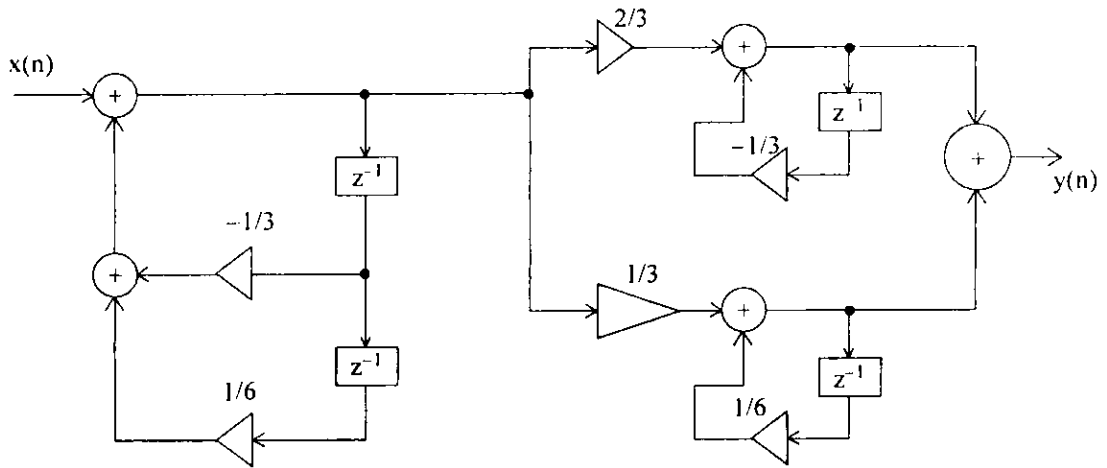 2/3
x(n)
+
+
z⁻¹
-1/3
+
y(n)
z⁻¹
-1/3
+
1/3
+
z⁻¹
1/6
z⁻¹
1/6